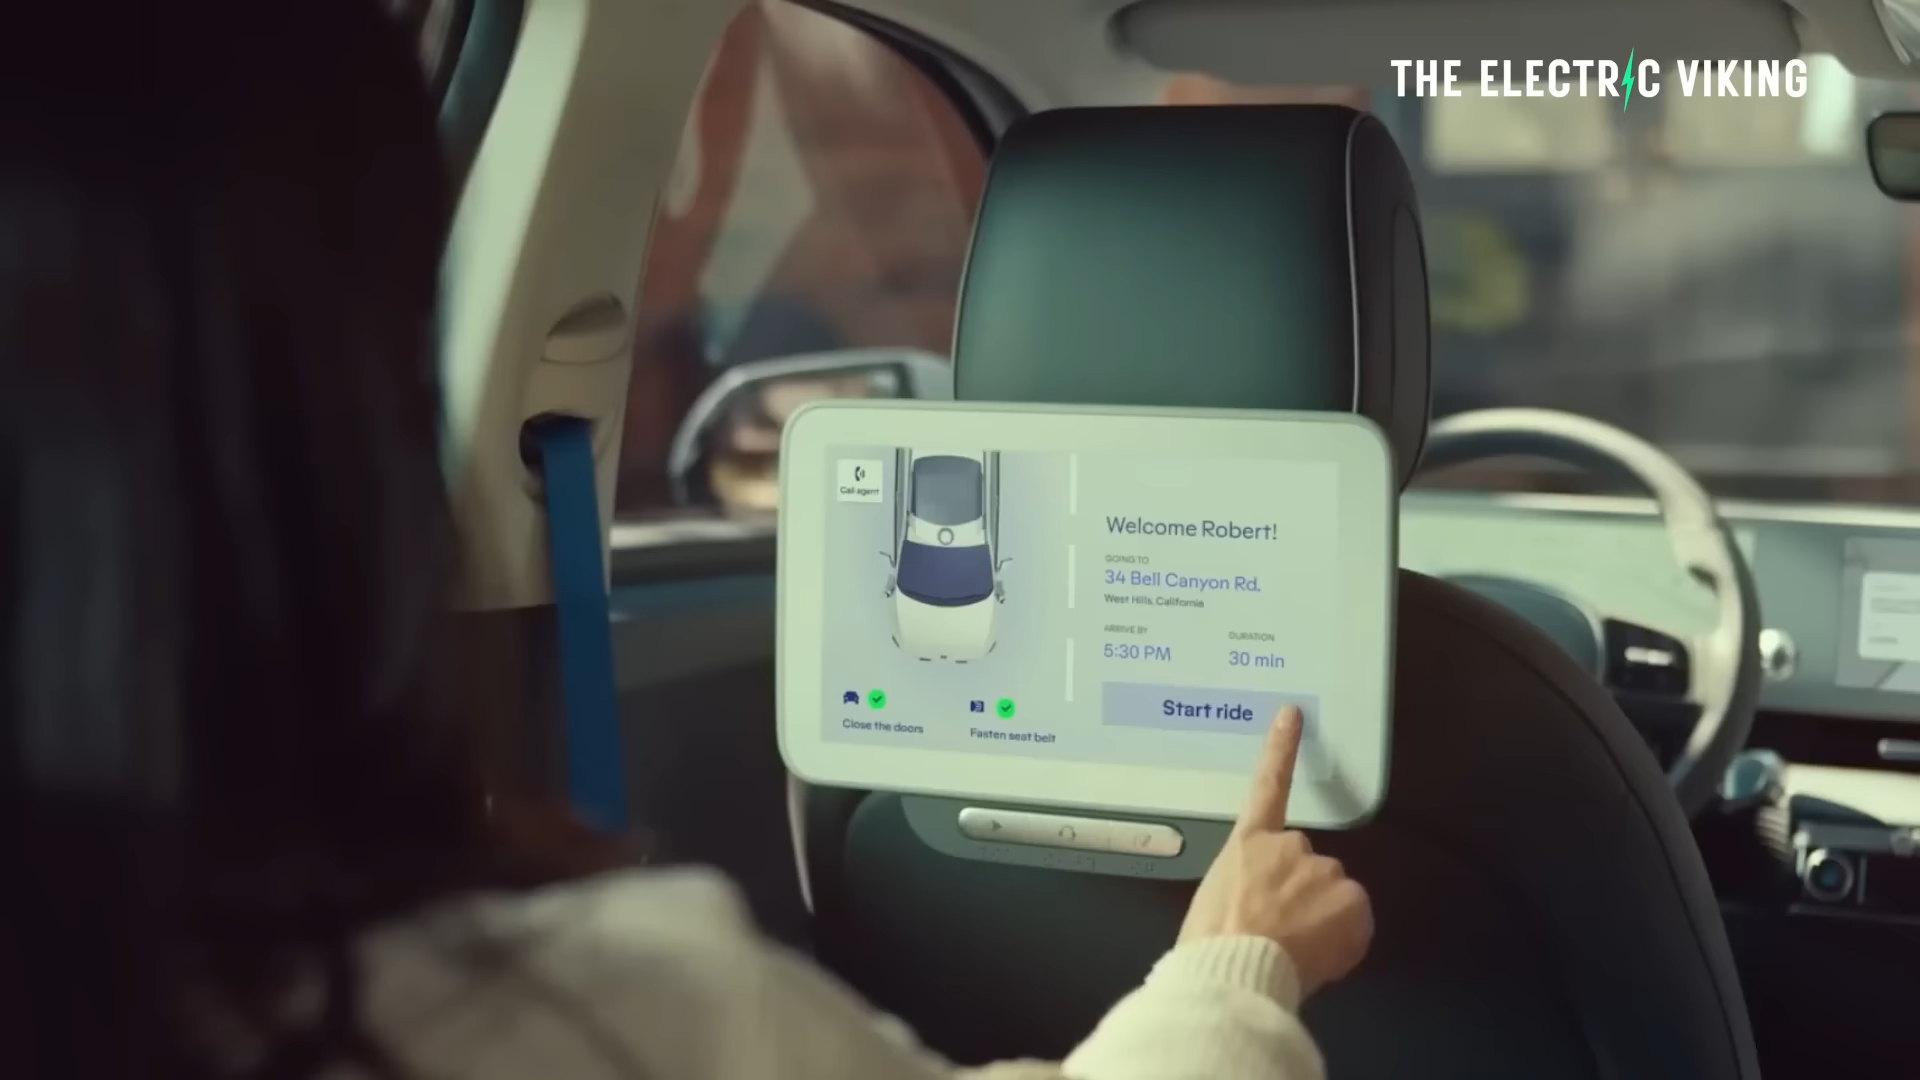 THE ELECTRIC VIKING
Call agent
Welcome Robert!
GOING TO
34 Bell Canyon Rd.
West Hills, California
ARRIVE BY
DURATION
5:30 PM
30 min
Start ride
Close the doors
Fasten seat belt